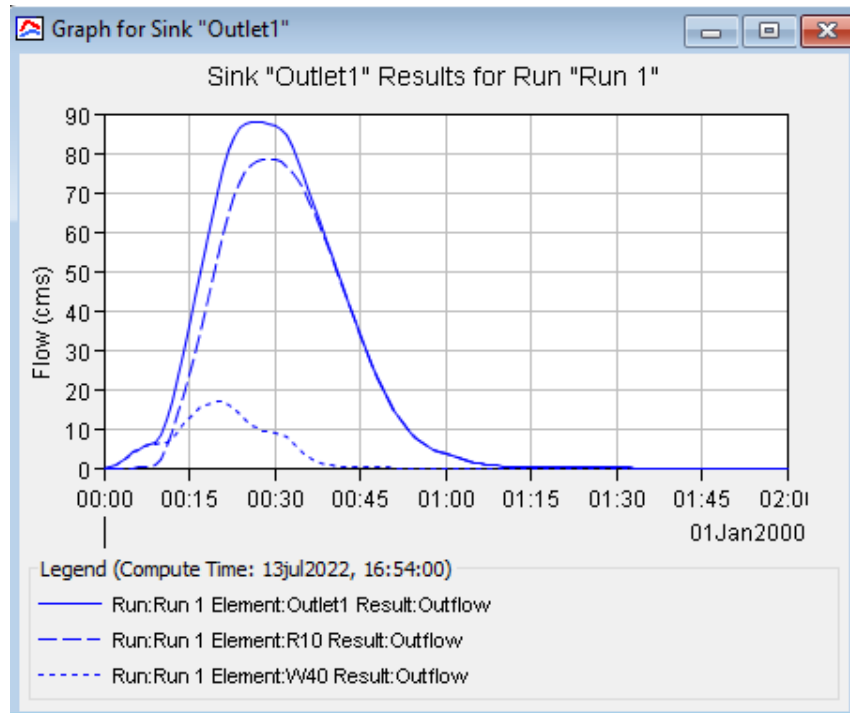 Graph for Sink "Outlet1"
Sink "Outlet1" Results for Run "Run 1"
90
80
70
60
50
40
30
20
10
0
Flow (cms)
00:00 00:15 00:30 00:45 01:00 01:15 01:30 01:45 02:0
01Jan2000
Legend (Compute Time: 13jul2022, 16:54:00)
Run:Run 1 Element:Outlet1 Result:Outflow
Run:Run 1 Element:R10 Result:Outflow
Run:Run 1 Element:W40 Result:Outflow